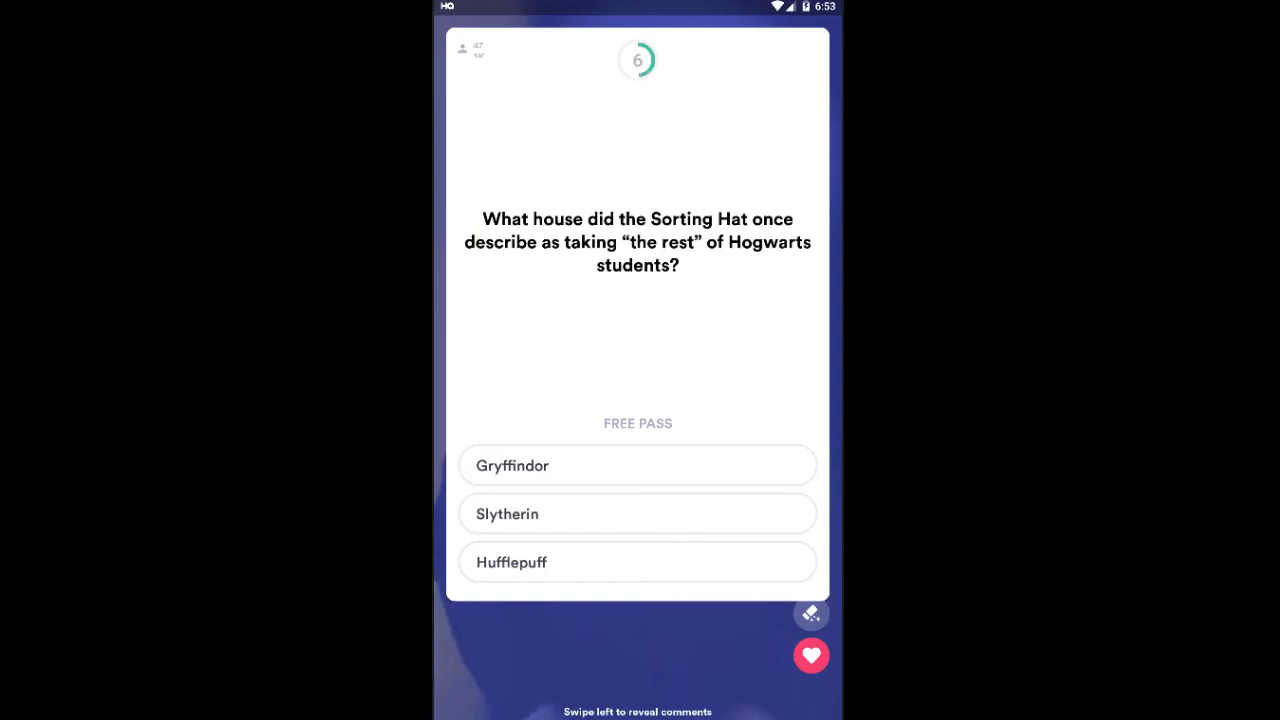 HQ
6:53
47
6
What house did the Sorting Hat once
describe as taking “the rest” of Hogwarts
students?
FREE PASS
Gryffindor
Slytherin
Hufflepuff
Swipe left to reveal comments